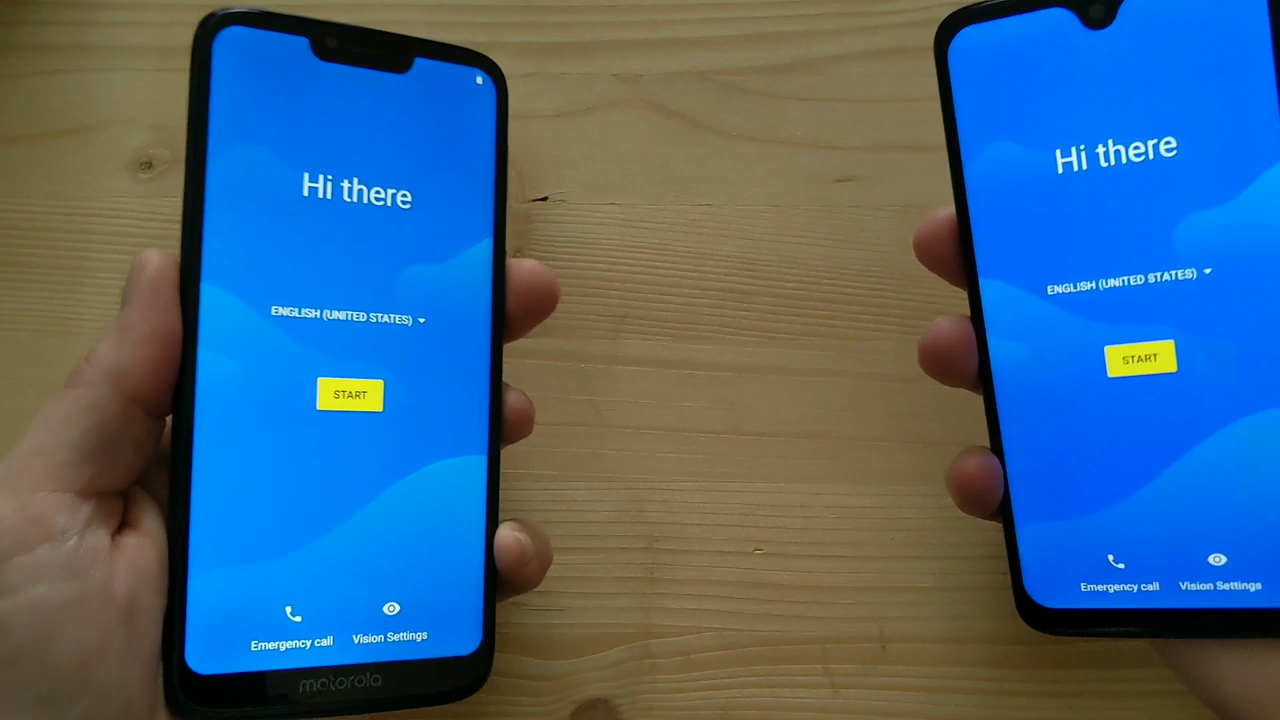 Hi there
ENGLISH (UNITED STATES)
START
Emergency call
Vision Settings
motorola
Hi there
ENGLISH (UNITED STATES)
START
Emergency call
Vision Settings